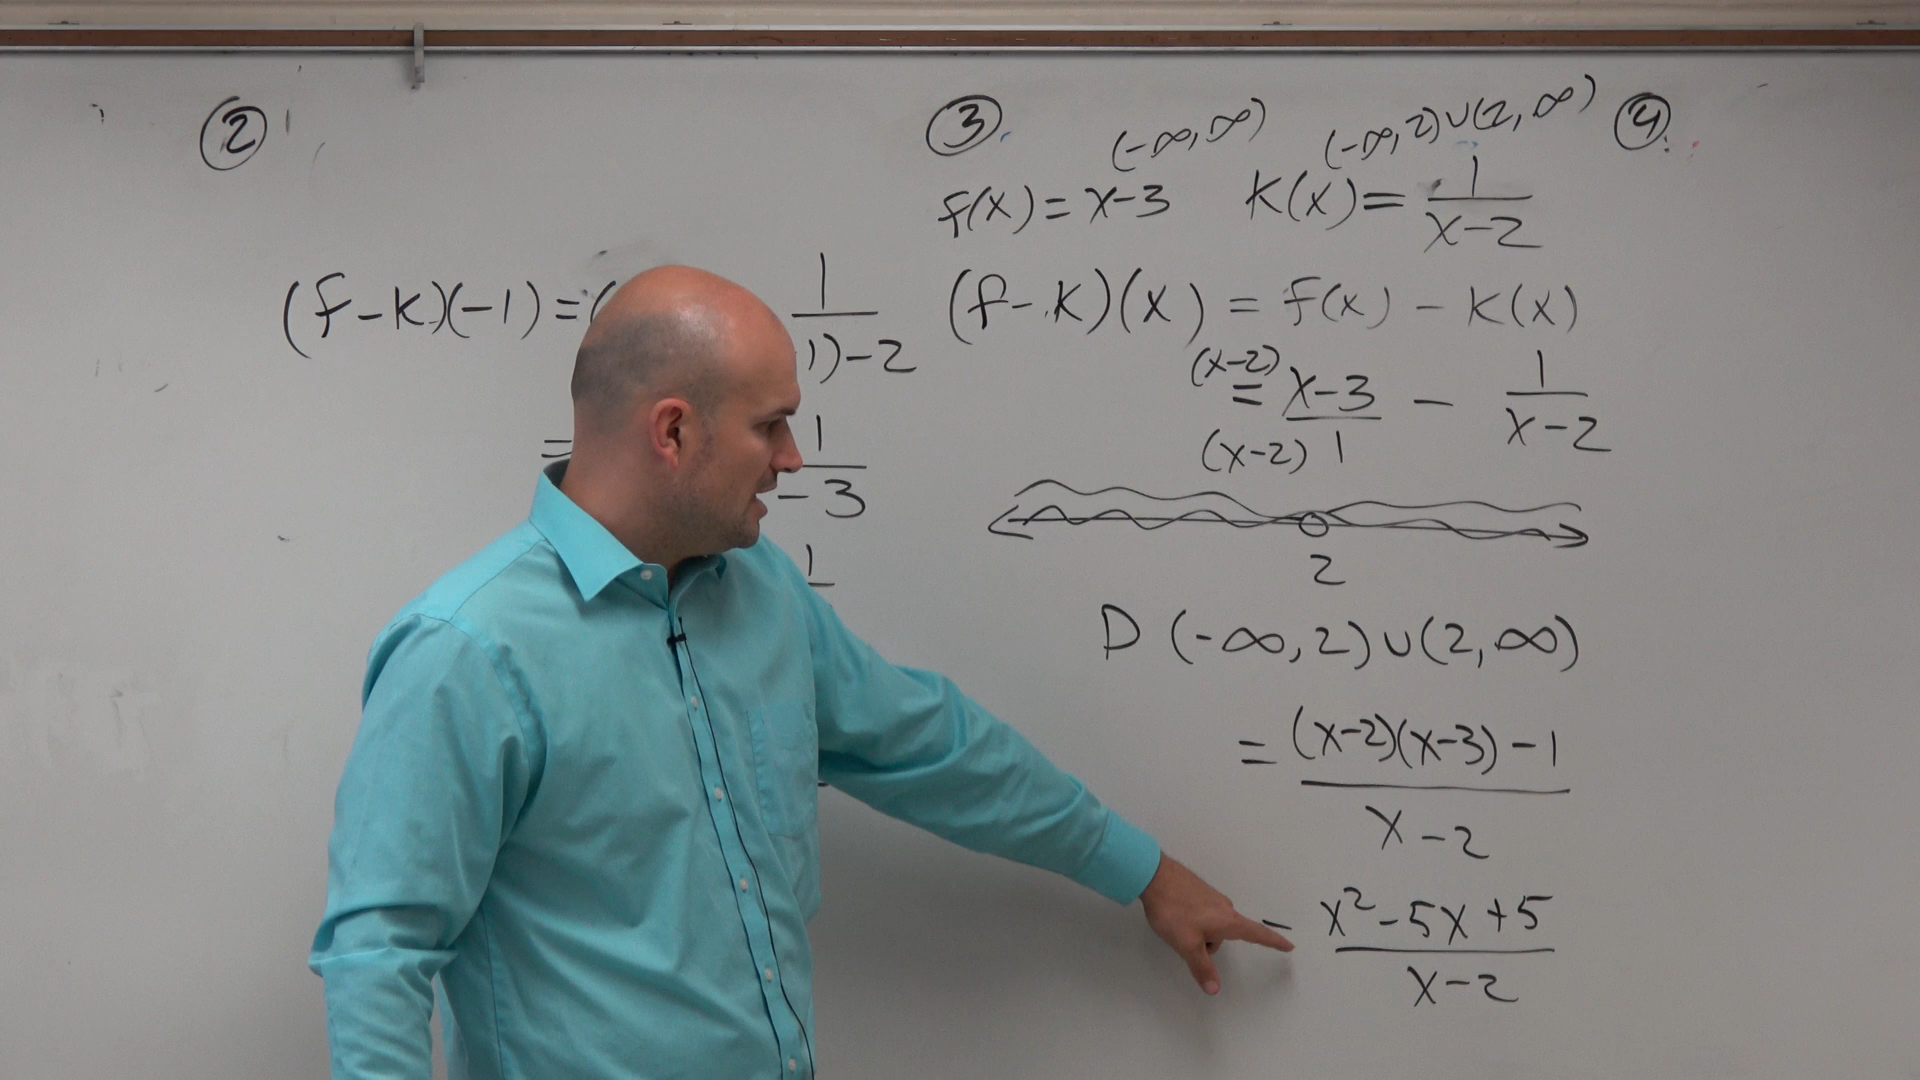 ②
(f-k)(-1)=(
1
1)-2
=
1
-3
1
③
(-∞,∞) (-∞,2)∪(2,∞)
f(x)=x-3 k(x)=1/(x-2)
(f-k)(x) = f(x) - k(x)
(x-2)
= x-3 - 1
(x-2) 1 x-2
2
D (-∞,2)∪(2,∞)
= (x-2)(x-3)-1
x-2
x²-5x+5
x-2
④